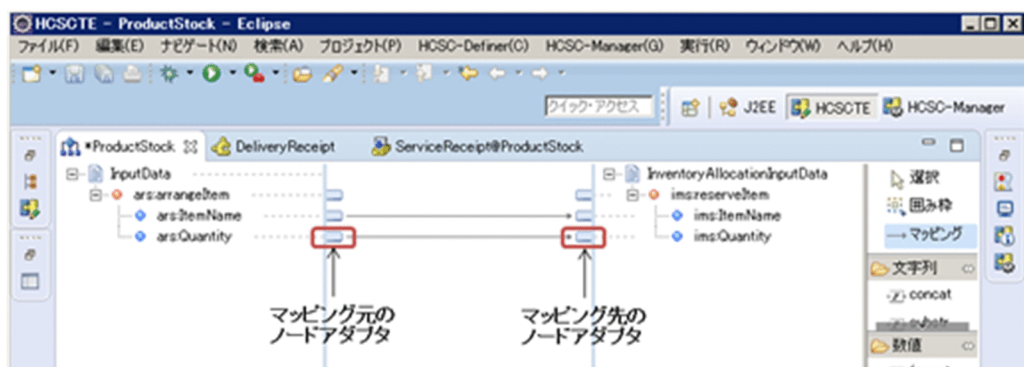 HCSCTE - ProductStock - Eclipse
ファイル(F) 編集(E) ナビゲート(N) 検索(A) プロジェクト(P) HCSC-Definer(C) HCSC-Manager(G) 実行(R) ウィンドウ(W) ヘルプ(H)
クイック・アクセス J2EE HCSCTE HCSC-Manager
*ProductStock DeliveryReceipt ServiceReceipt@ProductStock
InputData InventoryAllocationInputData 選択
ars:arrangeItem ims:reserveItem 囲み枠
ars:ItemName ims:ItemName
ars:Quantity ims:Quantity マッピング
文字列
concat
マッピング元の マッピング先の
ノードアダプタ ノードアダプタ
substr
数値